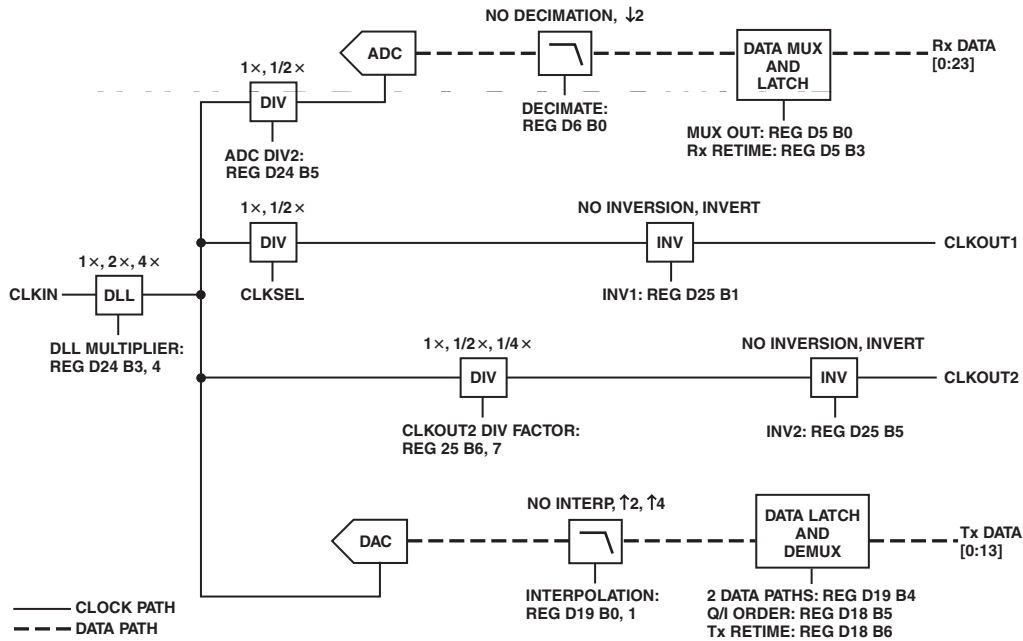 NO DECIMATION, ↓2
ADC
DATA MUX
AND
LATCH
Rx DATA
[0:23]
1×, 1/2×
DIV
DECIMATE:
REG D6 B0
MUX OUT: REG D5 B0
Rx RETIME: REG D5 B3
ADC DIV2:
REG D24 B5
1×, 1/2×
NO INVERSION, INVERT
DIV
INV
CLKOUT1
CLKSEL
INV1: REG D25 B1
1×, 2×, 4×
CLKIN
DLL
DLL MULTIPLIER:
REG D24 B3, 4
1×, 1/2×, 1/4×
NO INVERSION, INVERT
DIV
INV
CLKOUT2
CLKOUT2 DIV FACTOR:
REG 25 B6, 7
INV2: REG D25 B5
NO INTERP, ↑2, ↑4
DAC
DATA LATCH
AND
DEMUX
Tx DATA
[0:13]
INTERPOLATION:
REG D19 B0, 1
2 DATA PATHS: REG D19 B4
Q/I ORDER: REG D18 B5
Tx RETIME: REG D18 B6
CLOCK PATH
DATA PATH